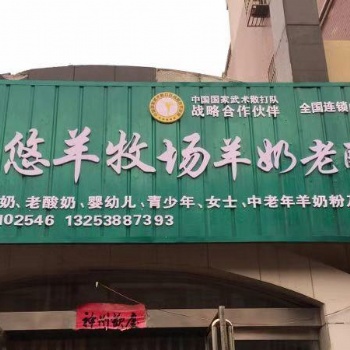 中国国家武术散打队
战略合作伙伴
全国连锁
悠羊牧场羊奶老
奶、老酸奶、婴幼儿、青少年、女士、中老年羊奶粉
102546 13253887393